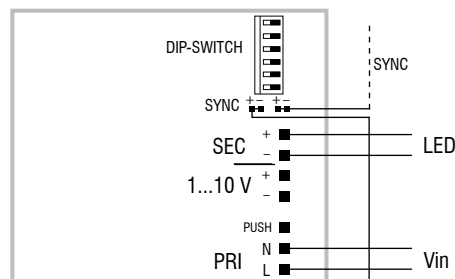 DIP-SWITCH
SYNC
SYNC + − + −
SEC + −
LED
1...10 V + −
PUSH
PRI N L
Vin